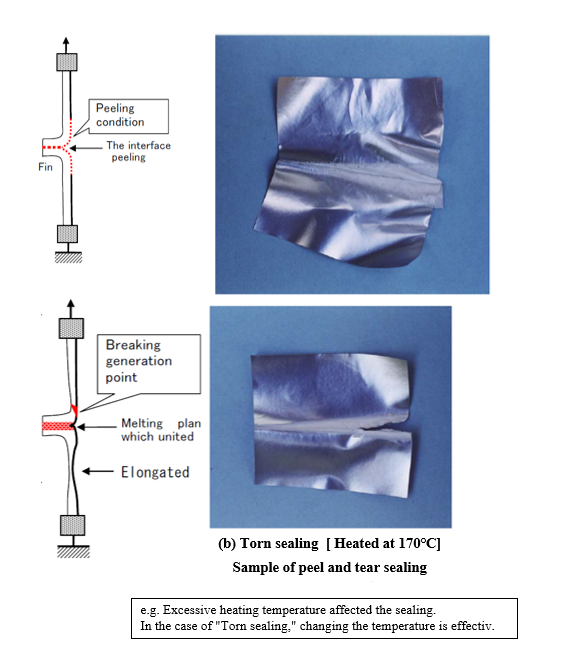 Peeling
condition
The interface
peeling
Fin
Breaking
generation
point
Melting plan
which united
Elongated
(b) Torn sealing [ Heated at 170℃]
Sample of peel and tear sealing
e.g. Excessive heating temperature affected the sealing.
In the case of "Torn sealing," changing the temperature is effectiv.